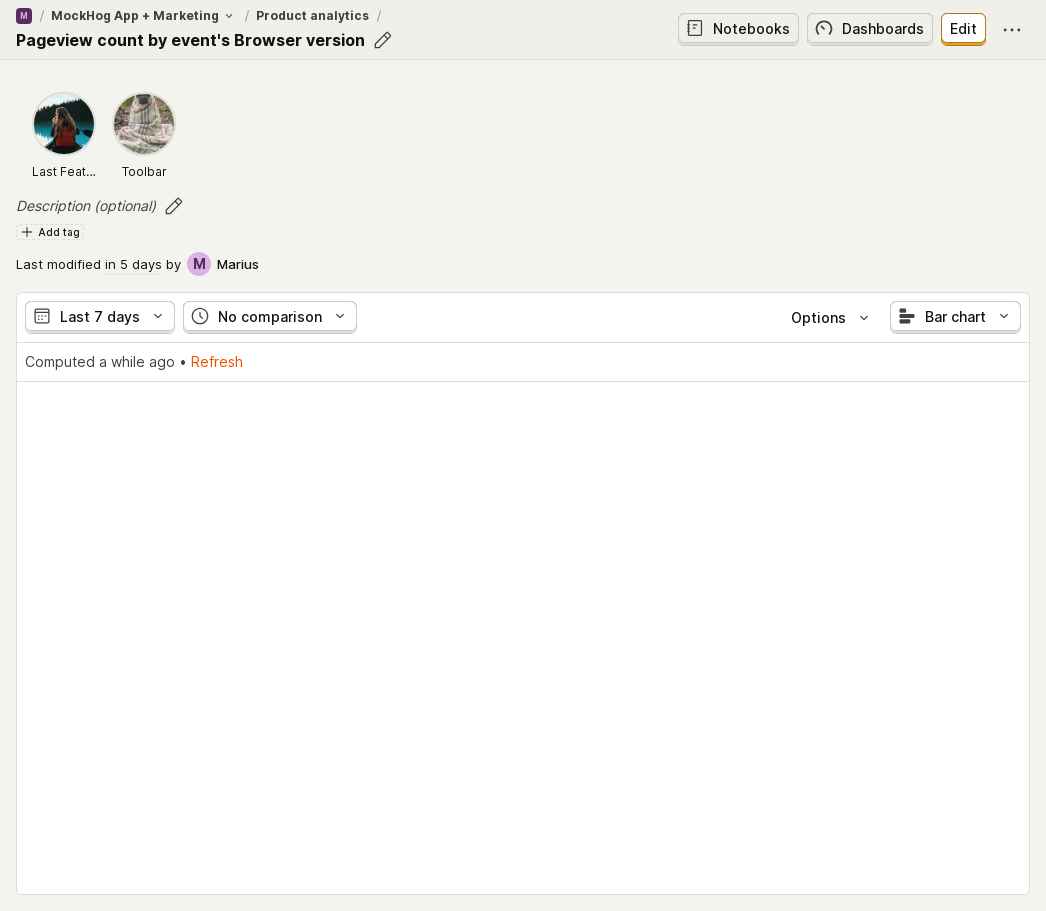 M / MockHog App + Marketing / Product analytics /
Pageview count by event's Browser version
Notebooks
Dashboards
Edit
Last Feat...
Toolbar
Description (optional)
Add tag
Last modified in 5 days by M Marius
Last 7 days
No comparison
Options
Bar chart
Computed a while ago • Refresh